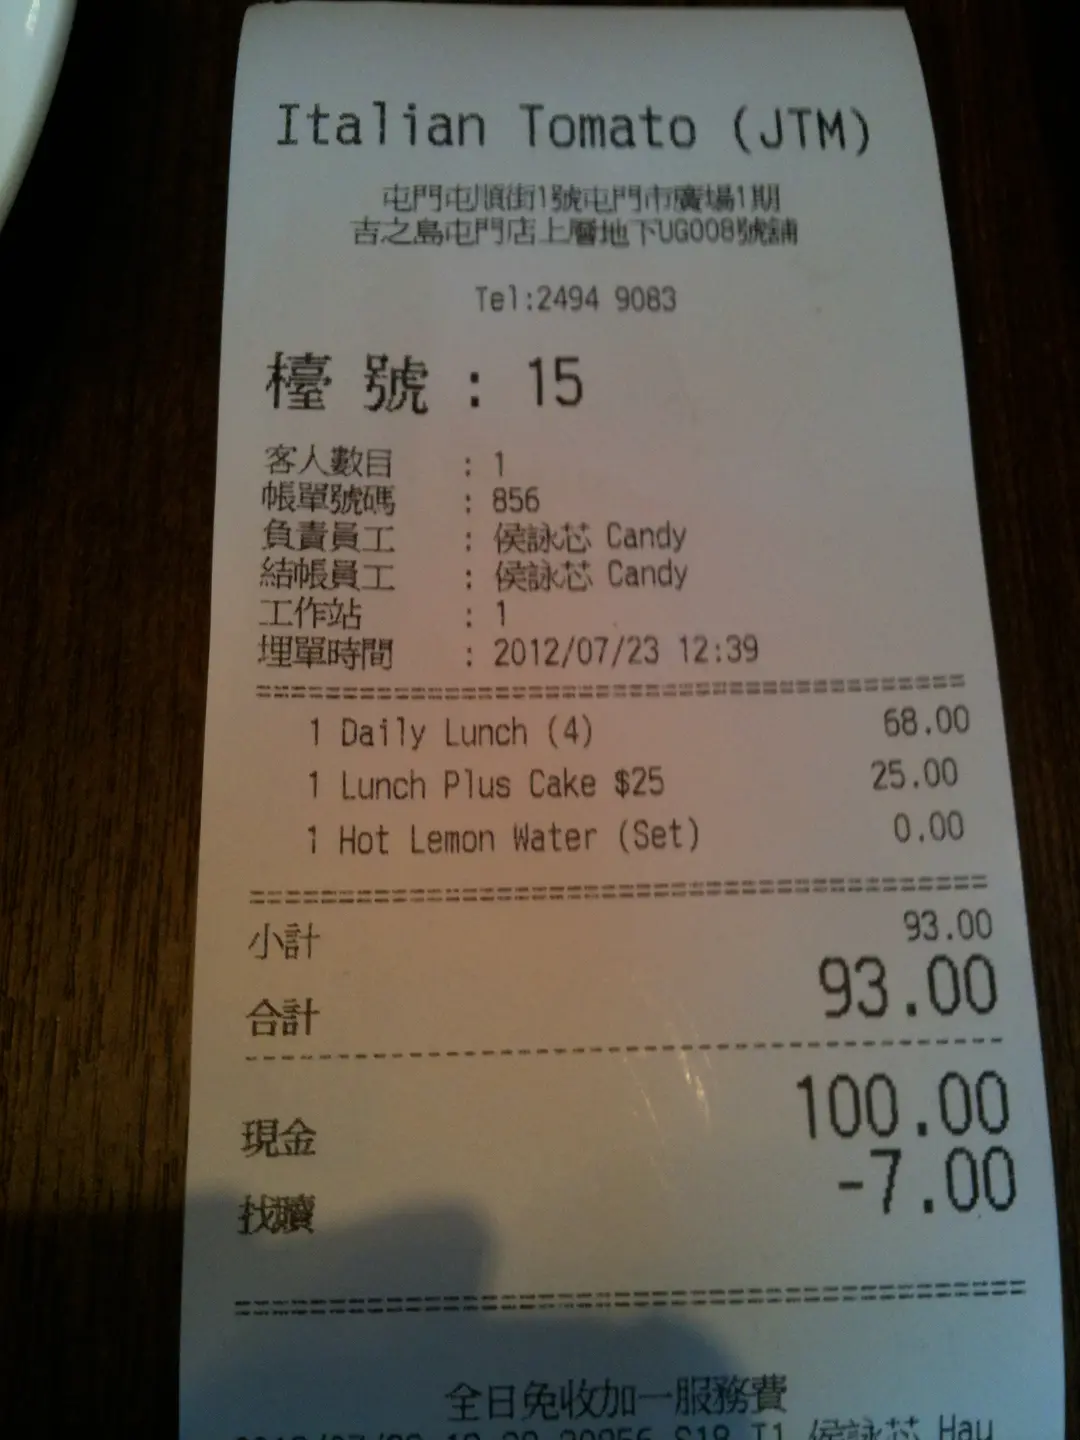 Italian Tomato (JTM)
屯門屯順街1號屯門市廣場1期
吉之島屯門店上層地下UG008號舖
Tel:2494 9083
檯 號 : 15
客人數目 : 1
帳單號碼 : 856
負責員工 : 侯詠芯 Candy
結帳員工 : 侯詠芯 Candy
工作站 : 1
埋單時間 : 2012/07/23 12:39
1 Daily Lunch (4) 68.00
1 Lunch Plus Cake $25 25.00
1 Hot Lemon Water (Set) 0.00
小計 93.00
合計 93.00
現金 100.00
找贖 -7.00
全日免收加一服務費
侯詠芯 Hau